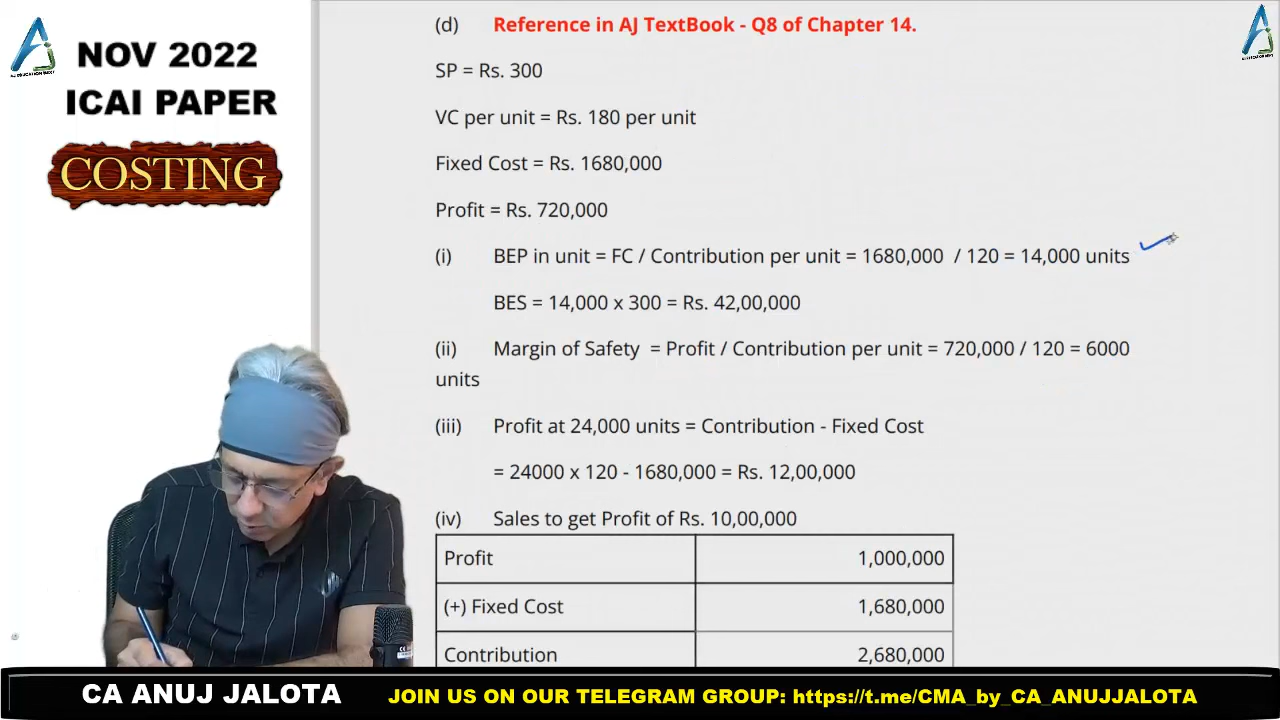 NOV 2022
ICAI PAPER
COSTING
(d) Reference in AJ TextBook - Q8 of Chapter 14.
SP = Rs. 300
VC per unit = Rs. 180 per unit
Fixed Cost = Rs. 1680,000
Profit = Rs. 720,000
(i) BEP in unit = FC / Contribution per unit = 1680,000 / 120 = 14,000 units
BES = 14,000 x 300 = Rs. 42,00,000
(ii) Margin of Safety = Profit / Contribution per unit = 720,000 / 120 = 6000
units
(iii) Profit at 24,000 units = Contribution - Fixed Cost
= 24000 x 120 - 1680,000 = Rs. 12,00,000
(iv) Sales to get Profit of Rs. 10,00,000
Profit 1,000,000
(+) Fixed Cost 1,680,000
Contribution 2,680,000
CA ANUJ JALOTA JOIN US ON OUR TELEGRAM GROUP: https://t.me/CMA_by_CA_ANUJJALOTA